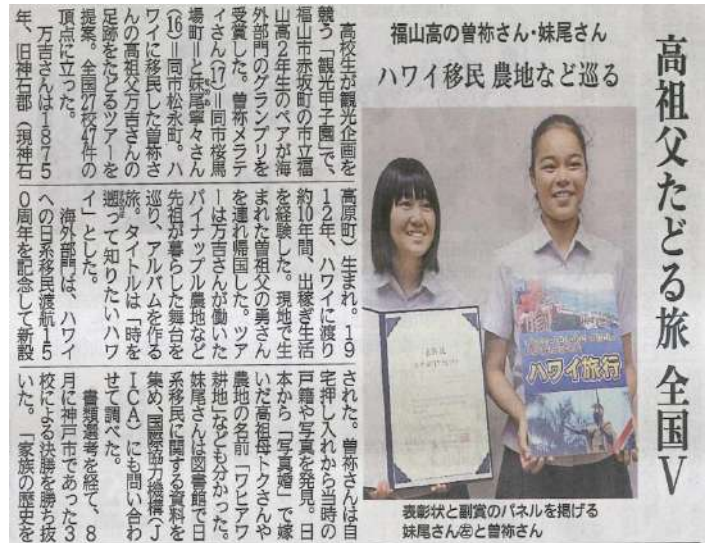 高祖父たどる旅 全国V
福山高の曽祢さん・妹尾さん
ハワイ移民 農地など巡る
ハワイ旅行
表彰状と副賞のパネルを掲げる
妹尾さん㊧と曽祢さん
高校生が観光企画を
競う「観光甲子園」で、
福山市赤坂町の市立福
山高2年生のペアが海
外部門のグランプリを
受賞した。曽祢メラテ
ィさん(17)=同市桜馬
場町=と妹尾寧々さん
(16)=同市松永町。ハ
ワイに移民した曽祢さ
んの高祖父万吉さんの
足跡をたどるツアーを
提案。全国27校47件の
頂点に立った。
万吉さんは1875
年、旧神石郡(現神石
高原町)生まれ。19
12年、ハワイに渡り
約10年間、出稼ぎ生活
を経験した。現地で生
まれた曽祖父の勇さん
を連れ帰国した。ツア
ーは万吉さんが働いた
パイナップル農地など
先祖が暮らした舞台を
巡り、アルバムを作る
旅。タイトルは「時を
遡って知りたいハワ
イ」とした。
海外部門は、ハワイ
への日系移民渡航15
0周年を記念して新設
された。曽祢さんは自
宅押し入れから当時の
戸籍や写真を発見。日
本から「写真婚」で嫁
いだ高祖母トクさんや
農地の名前「ワヒアワ
耕地」なども分かった。
妹尾さんは図書館で日
系移民に関する資料を
集め、国際協力機構(J
ICA)にも問い合わ
せて調べた。
書類選考を経て、8
月に神戸市であった3
校による決勝を勝ち抜
いた。「家族の歴史を